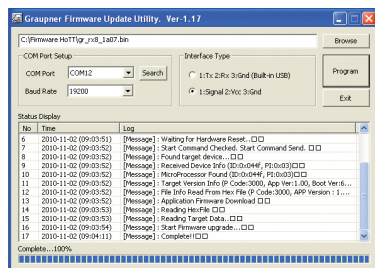 Graupner Firmware Update Utility. Ver-1.17
C:\Firmware HoTT\gr_rx8_1a07.bin
Browse
COM Port Setup
Interface Type
COM Port COM12 Search
1:Tx 2:Rx 3:Gnd (Built-in USB)
Program
Baud Rate 19200
1:Signal 2:Vcc 3:Gnd
Exit
Status Display
No Time Log
6 2010-11-02 (09:03:51) [Message] : Waiting for Hardware Reset..□□
7 2010-11-02 (09:03:52) [Message] : Start Command Checked. Start Command Send. □□
8 2010-11-02 (09:03:52) [Message] : Found target device...□□
9 2010-11-02 (09:03:52) [Message] : Received Device Info (ID:0x044f, PI:0x03)□□
10 2010-11-02 (09:03:52) [Message] : MicroProcessor Found (ID:0x044f, PI:0x03)□□
11 2010-11-02 (09:03:52) [Message] : Target Version Info (P Code:3000, App Ver:1.00, Boot Ver:6...
12 2010-11-02 (09:03:52) [Message] : File Info Read From Hex File (P Code:3000, APP Version : 1....
13 2010-11-02 (09:03:52) [Message] : Application Firmware Download □□
14 2010-11-02 (09:03:53) [Message] : Reading HexFile □□
15 2010-11-02 (09:03:53) [Message] : Reading Target Data...□□
16 2010-11-02 (09:03:54) [Message] : Start Firmware upgrade...□
17 2010-11-02 (09:04:11) [Message] : Complete!!□□
Complete...100%